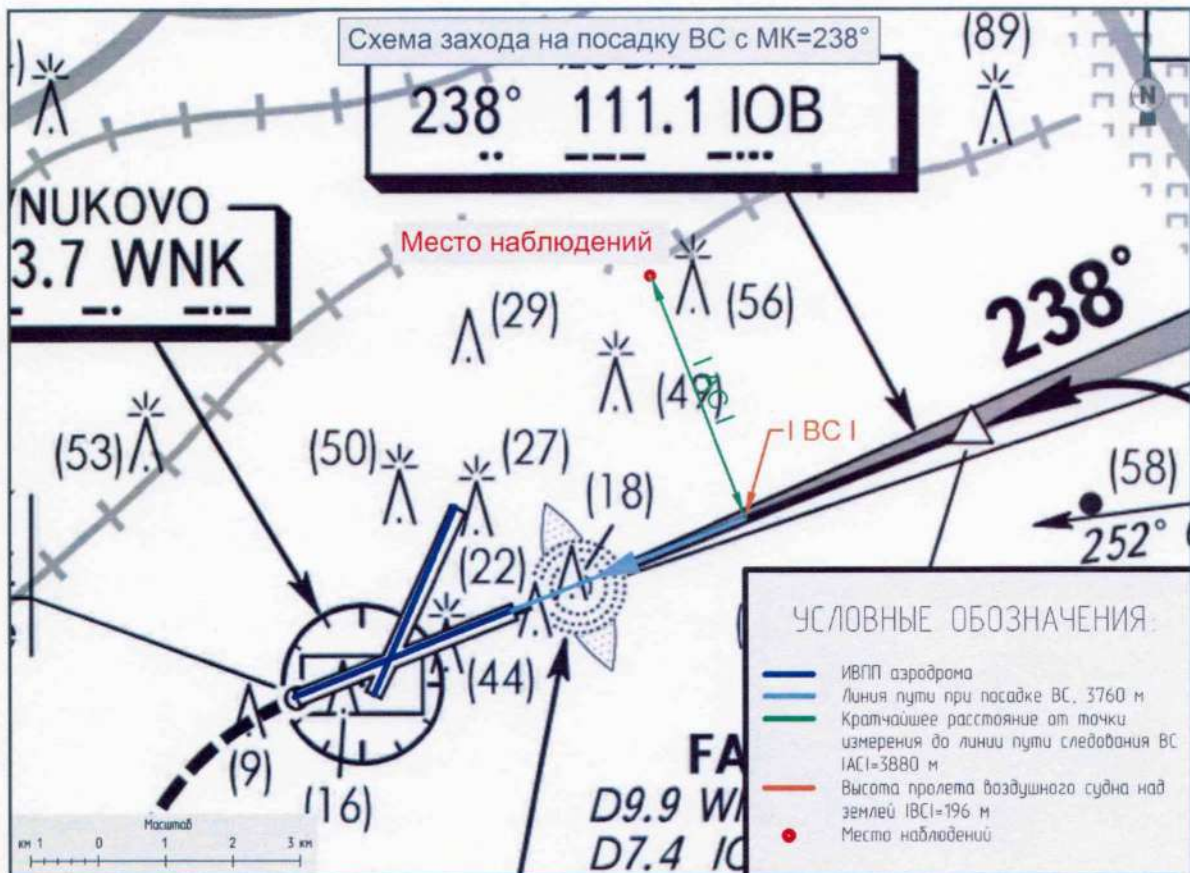 Схема захода на посадку ВС с МК=238°
(89)
N
238° 111.1 IOB
NUKOVO
3.7 WNK
Место наблюдений
(56)
(29)
238°
(49)
I BC I
(53)
(50)
(27)
(58)
(18)
252°
(22)
(44)
(9)
(16)
FA
D9.9
D7.4
Масштаб
км 1 0 1 2 3 км
УСЛОВНЫЕ ОБОЗНАЧЕНИЯ:
ИВПП аэродрома
Линия пути при посадке ВС, 3760 м
Кратчайшее расстояние от точки
измерения до линии пути следования ВС
IACI=3880 м
Высота пролета воздушного судна над
землей IBCI=196 м
Место наблюдений